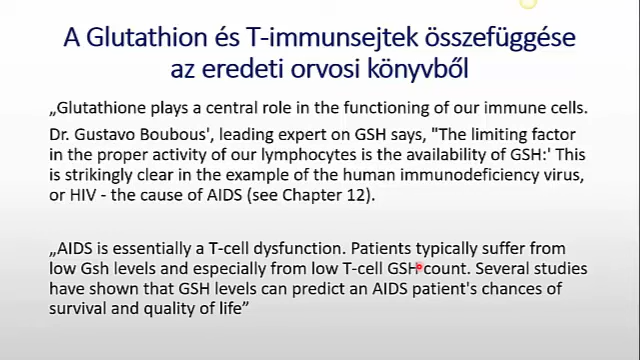 A Glutathion és T-immunsejtek összefüggése
az eredeti orvosi könyvből
„Glutathione plays a central role in the functioning of our immune cells.
Dr. Gustavo Boubous', leading expert on GSH says, "The limiting factor
in the proper activity of our lymphocytes is the availability of GSH:' This
is strikingly clear in the example of the human immunodeficiency virus,
or HIV - the cause of AIDS (see Chapter 12).
„AIDS is essentially a T-cell dysfunction. Patients typically suffer from
low Gsh levels and especially from low T-cell GSH count. Several studies
have shown that GSH levels can predict an AIDS patient's chances of
survival and quality of life”